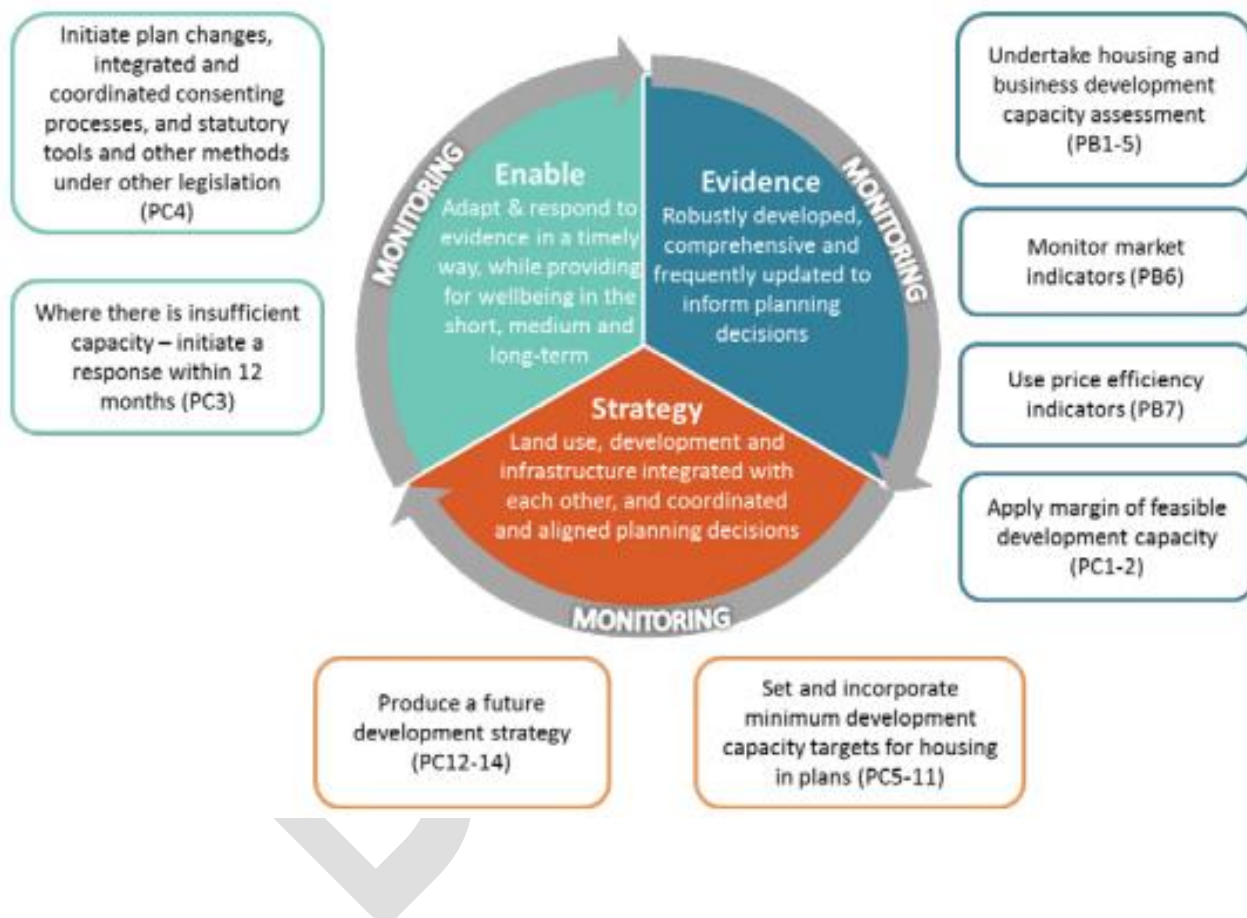 Initiate plan changes,
integrated and
coordinated consenting
processes, and statutory
tools and other methods
under other legislation
(PC4)
Where there is insufficient
capacity – initiate a
response within 12
months (PC3)
MONITORING
Enable
Adapt & respond to
evidence in a timely
way, while providing
for wellbeing in the
short, medium and
long-term
Evidence
Robustly developed,
comprehensive and
frequently updated to
inform planning
decisions
MONITORING
Strategy
Land use, development and
infrastructure integrated with
each other, and coordinated
and aligned planning decisions
MONITORING
Undertake housing and
business development
capacity assessment
(PB1-5)
Monitor market
indicators (PB6)
Use price efficiency
indicators (PB7)
Apply margin of feasible
development capacity
(PC1-2)
Produce a future
development strategy
(PC12-14)
Set and incorporate
minimum development
capacity targets for housing
in plans (PC5-11)